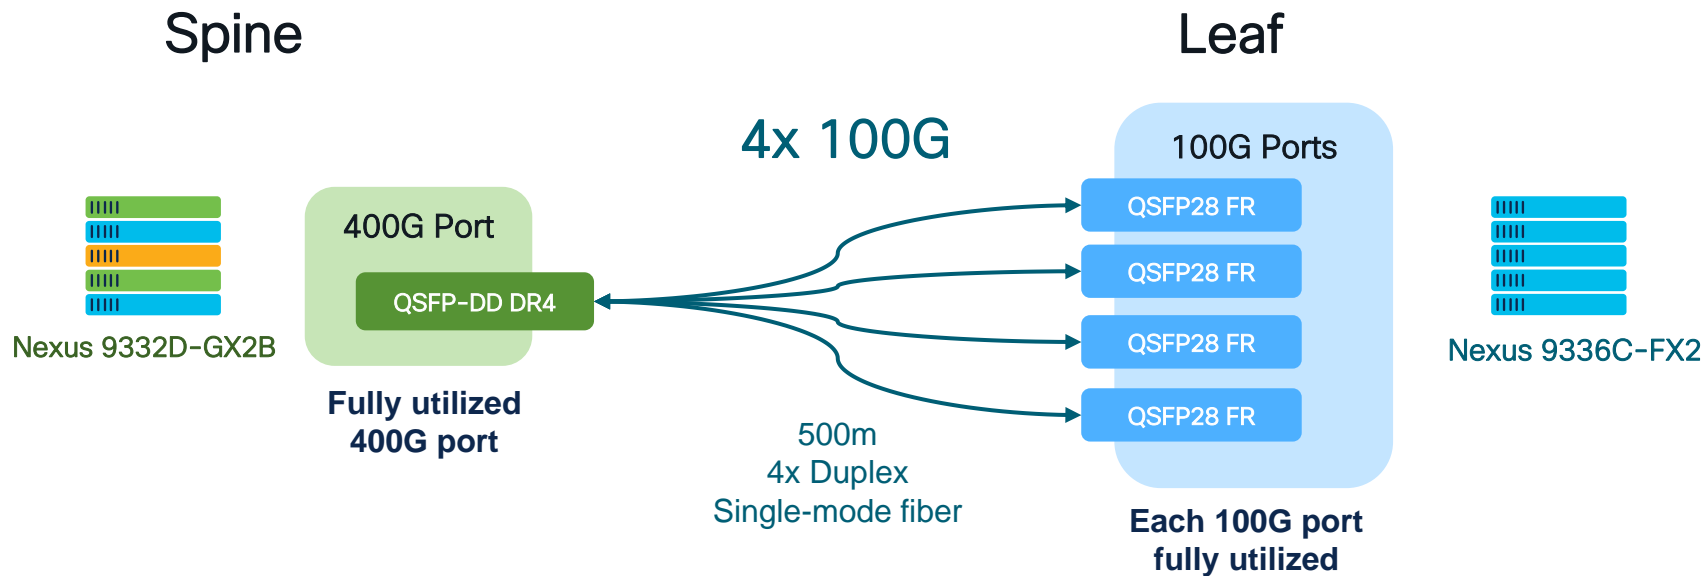 Spine
Leaf
4x 100G
100G Ports
400G Port
QSFP-DD DR4
QSFP28 FR
QSFP28 FR
QSFP28 FR
QSFP28 FR
Nexus 9332D-GX2B
Nexus 9336C-FX2
Fully utilized
400G port
500m
4x Duplex
Single-mode fiber
Each 100G port
fully utilized